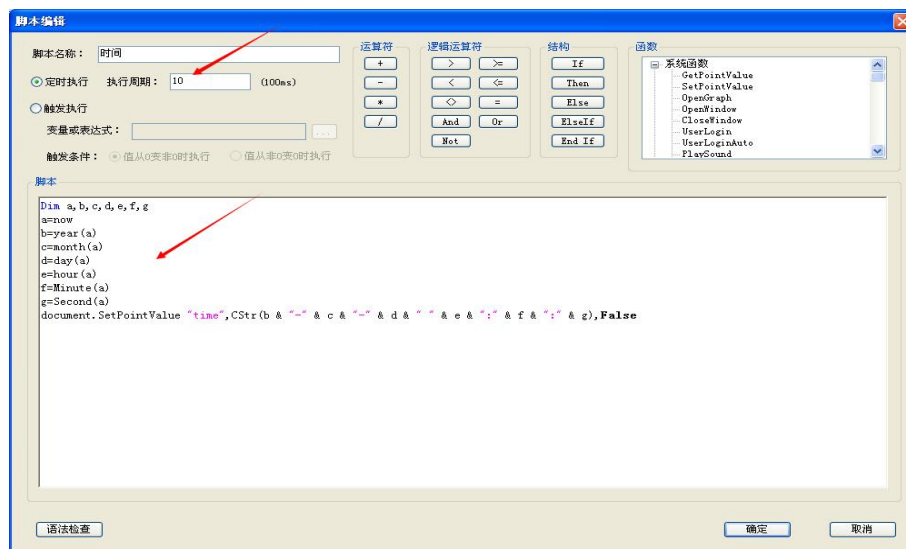 脚本编辑
脚本名称： 时间
定时执行 执行周期： 10 (100ms)
触发执行
变量或表达式： ...
触发条件： 值从0变非0时执行 值从非0变0时执行
运算符
+
-
*
/
逻辑运算符
> >=
< <=
<> =
And Or
Not
结构
If
Then
Else
ElseIf
End If
函数
系统函数
GetPointValue
SetPointValue
OpenGraph
OpenWindow
CloseWindow
UserLogin
UserLoginAuto
PlaySound
脚本
Dim a,b,c,d,e,f,g
a=now
b=year(a)
c=month(a)
d=day(a)
e=hour(a)
f=Minute(a)
g=Second(a)
document.SetPointValue "time",CStr(b & "-" & c & "-" & d & " " & e & ":" & f & ":" & g),False
语法检查 确定 取消